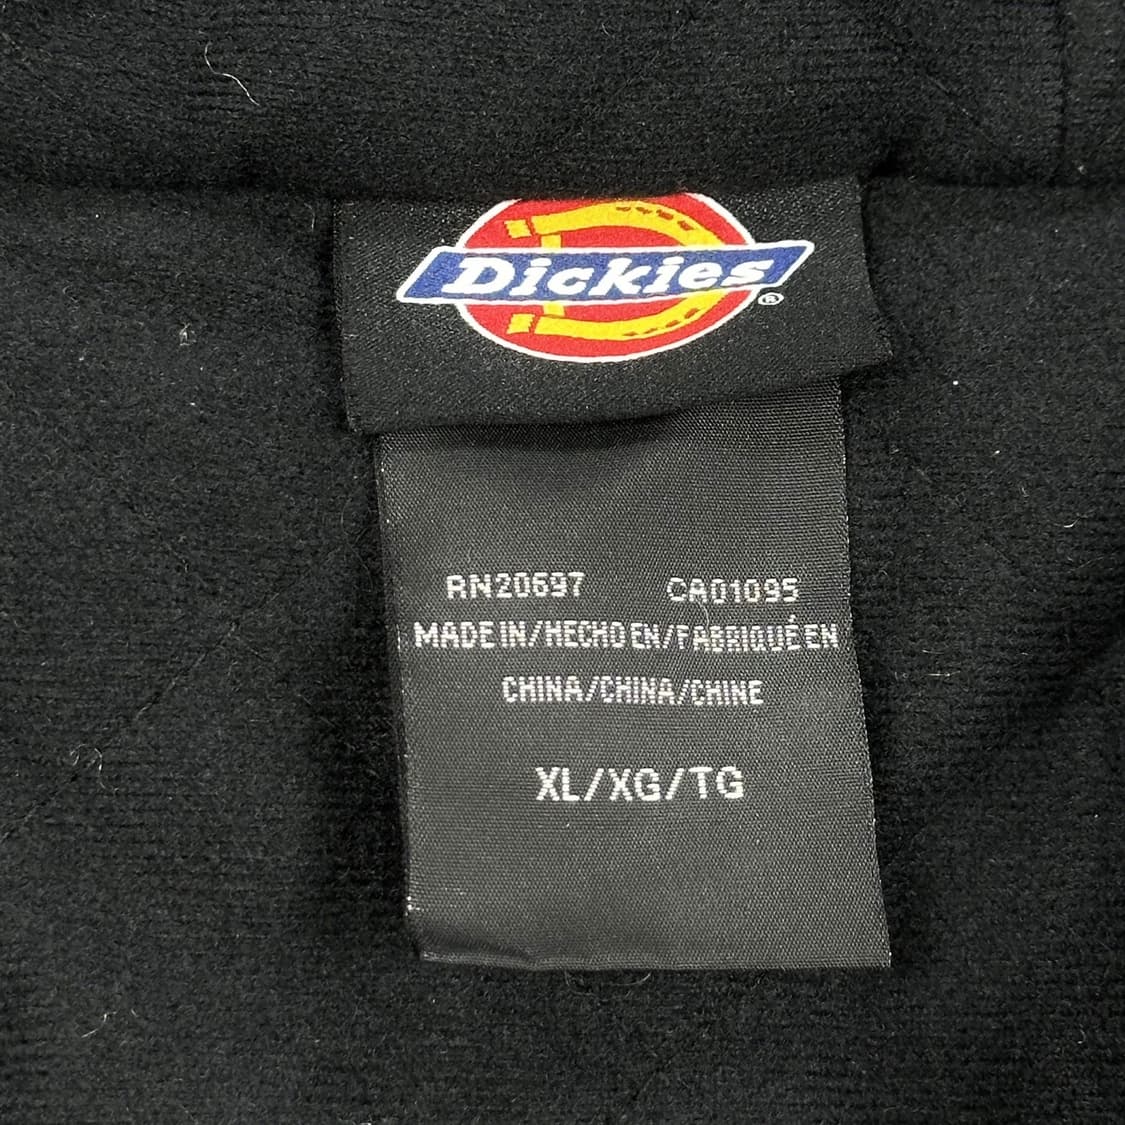 Dickies®
RN20697 CA01095
MADE IN/HECHO EN/FABRIQUÉ EN
CHINA/CHINA/CHINE
XL/XG/TG